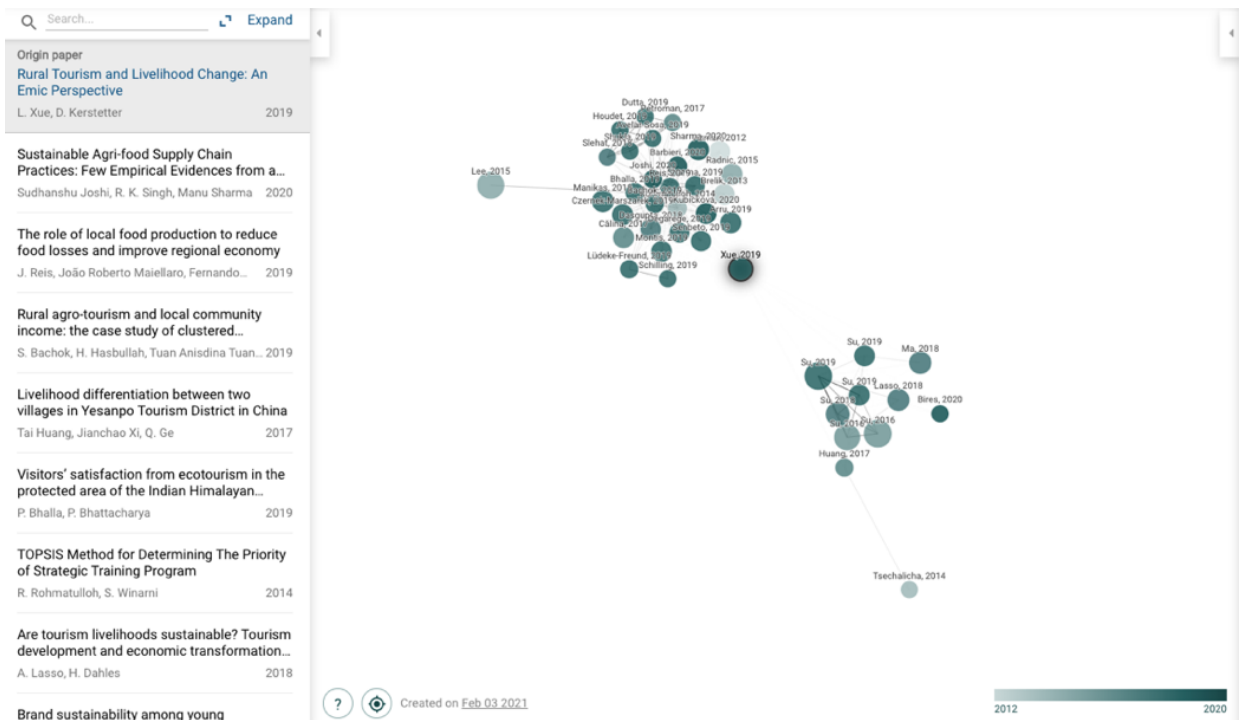 Search...
Expand
Origin paper
Rural Tourism and Livelihood Change: An
Emic Perspective
L. Xue, D. Kerstetter 2019
Sustainable Agri-food Supply Chain
Practices: Few Empirical Evidences from a...
Sudhanshu Joshi, R. K. Singh, Manu Sharma 2020
The role of local food production to reduce
food losses and improve regional economy
J. Reis, João Roberto Maiellaro, Fernando... 2019
Rural agro-tourism and local community
income: the case study of clustered...
S. Bachok, H. Hasbullah, Tuan Anisdina Tuan... 2019
Livelihood differentiation between two
villages in Yesanpo Tourism District in China
Tai Huang, Jianchao Xi, Q. Ge 2017
Visitors' satisfaction from ecotourism in the
protected area of the Indian Himalayan...
P. Bhalla, P. Bhattacharya 2019
TOPSIS Method for Determining The Priority
of Strategic Training Program
R. Rohmatulloh, S. Winarni 2014
Are tourism livelihoods sustainable? Tourism
development and economic transformation...
A. Lasso, H. Dahles 2018
Brand sustainability among young
Dutta, 2019
Houdet,
Sharma, 2020
2012
Barbieri,
Radnic, 2015
Lee, 2015
Joshi,
Bhalla,
Brelik, 2013
Manikas,
Kubickova, 2020
Lüdeke-Freund,
Schilling, 2019
Xue, 2019
Su, 2019
Ma, 2018
Su, 2019
Su, 2019
Lasso, 2018
Bires, 2020
Su, 2016
Huang, 2017
Tsechalicha, 2014
?
Created on Feb 03 2021
2012
2020